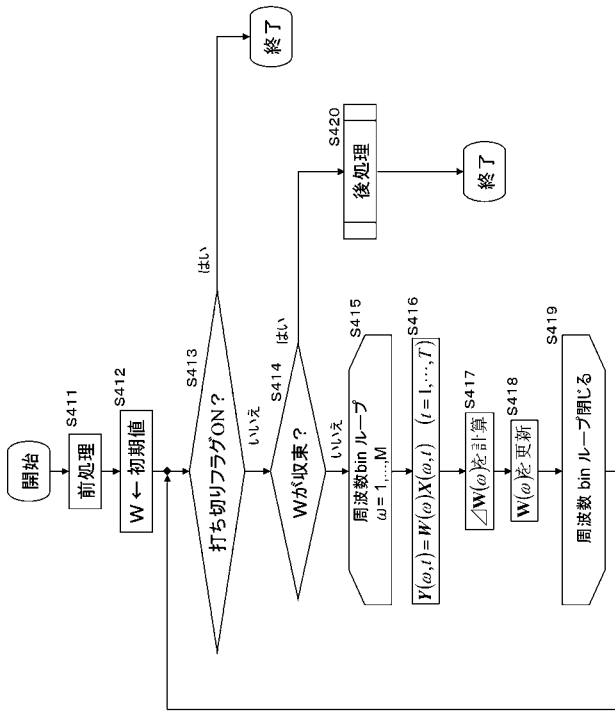 開始
S411
前処理
S412
W ← 初期値
S413
打ち切りフラグON?
はい
終了
いいえ
S414
Wが収束?
はい
S420
後処理
終了
いいえ
S415
周波数bin ループ
ω = 1,...,M
S416
Y(ω,t) = W(ω)X(ω,t) (t = 1,⋯,T)
S417
⊿W(ω)を計算
S418
W(ω)を更新
S419
周波数 bin ループ閉じる